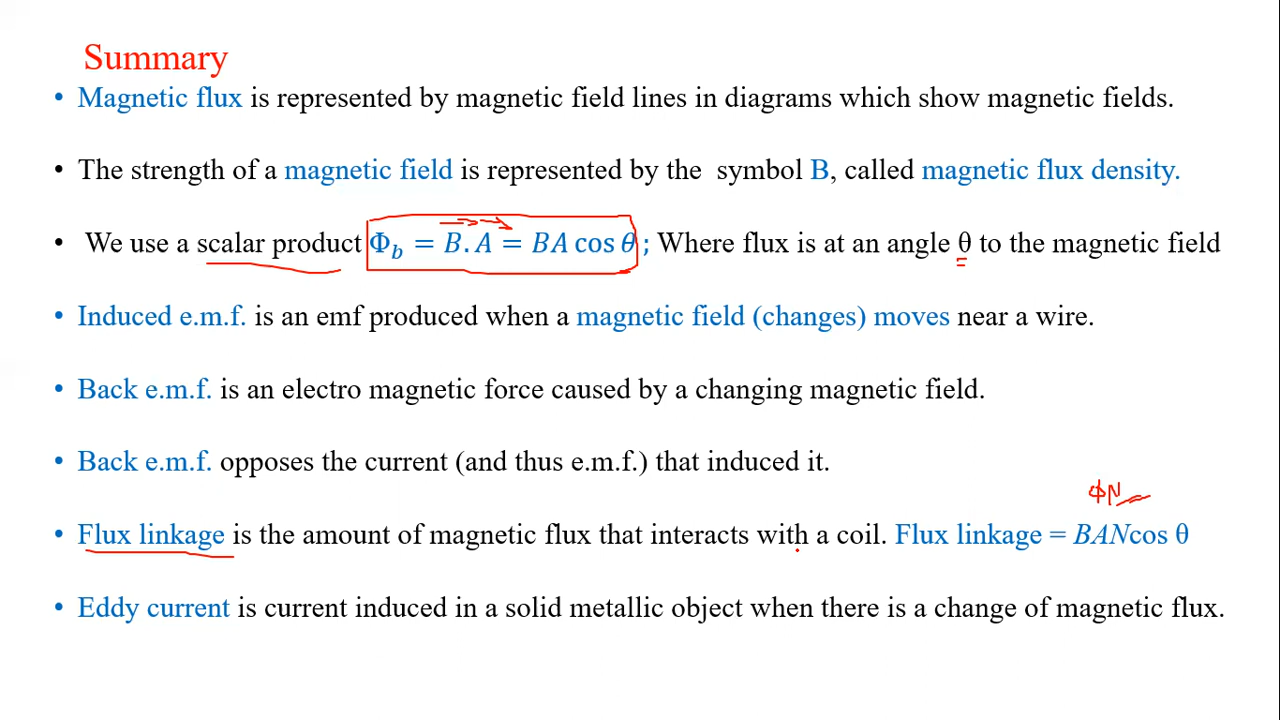 Summary
• Magnetic flux is represented by magnetic field lines in diagrams which show magnetic fields.
• The strength of a magnetic field is represented by the symbol B, called magnetic flux density.
• We use a scalar product Φ_b = B. A = BA cos θ ; Where flux is at an angle θ to the magnetic field
• Induced e.m.f. is an emf produced when a magnetic field (changes) moves near a wire.
• Back e.m.f. is an electro magnetic force caused by a changing magnetic field.
• Back e.m.f. opposes the current (and thus e.m.f.) that induced it.
ΦN
• Flux linkage is the amount of magnetic flux that interacts with a coil. Flux linkage = BANcos θ
• Eddy current is current induced in a solid metallic object when there is a change of magnetic flux.